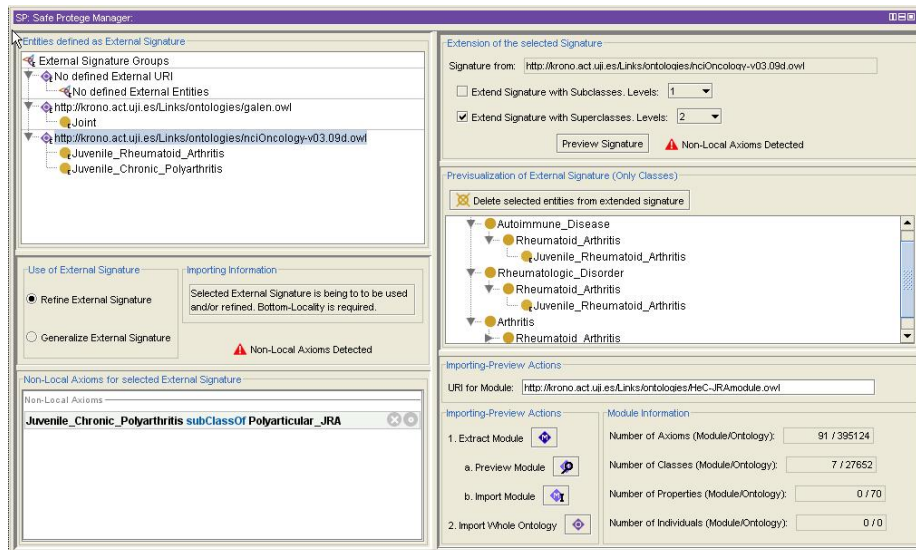 SP: Safe Protege Manager:
Entities defined as External Signature
External Signature Groups
No defined External URI
No defined External Entities
http://krono.act.uji.es/Links/ontologies/galen.owl
Joint
http://krono.act.uji.es/Links/ontologies/nciOncology-v03.09d.owl
Juvenile_Rheumatoid_Arthritis
Juvenile_Chronic_Polyarthritis
Use of External Signature
Refine External Signature
Generalize External Signature
Importing Information
Selected External Signature is being to to be used
and/or refined. Bottom-Locality is required.
Non-Local Axioms Detected
Non-Local Axioms for selected External Signature
Non-Local Axioms
Juvenile_Chronic_Polyarthritis subClassOf Polyarticular_JRA
Extension of the selected Signature
Signature from: http://krono.act.uji.es/Links/ontologies/nciOncology-v03.09d.owl
Extend Signature with Subclasses. Levels: 1
Extend Signature with Superclasses. Levels: 2
Preview Signature Non-Local Axioms Detected
Previsualization of External Signature (Only Classes)
Delete selected entities from extended signature
Autoimmune_Disease
Rheumatoid_Arthritis
Juvenile_Rheumatoid_Arthritis
Rheumatologic_Disorder
Rheumatoid_Arthritis
Juvenile_Rheumatoid_Arthritis
Arthritis
Rheumatoid_Arthritis
Importing-Preview Actions
URI for Module: http://krono.act.uji.es/Links/ontologies/HeC-JRAmodule.owl
Importing-Preview Actions
1. Extract Module
a. Preview Module
b. Import Module
2. Import Whole Ontology
Module Information
Number of Axioms (Module/Ontology): 91 / 395124
Number of Classes (Module/Ontology): 7 / 27652
Number of Properties (Module/Ontology): 0 / 70
Number of Individuals (Module/Ontology): 0 / 0